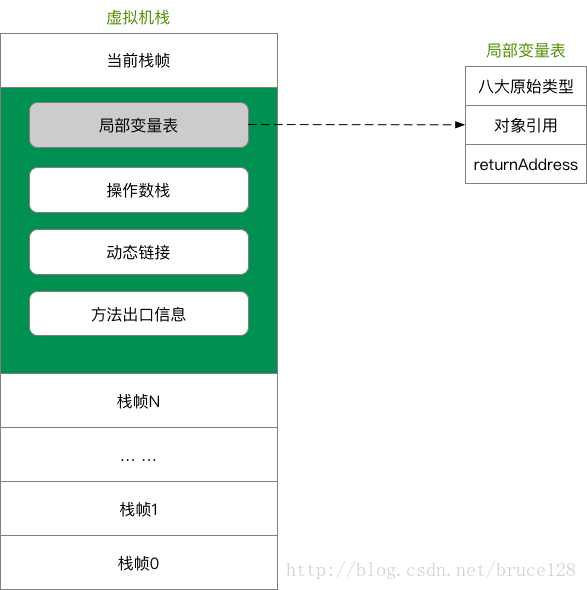 虚拟机栈
当前栈帧
局部变量表
操作数栈
动态链接
方法出口信息
栈帧N
... ...
栈帧1
栈帧0
局部变量表
八大原始类型
对象引用
returnAddress
http://blog.csdn.net/bruce128